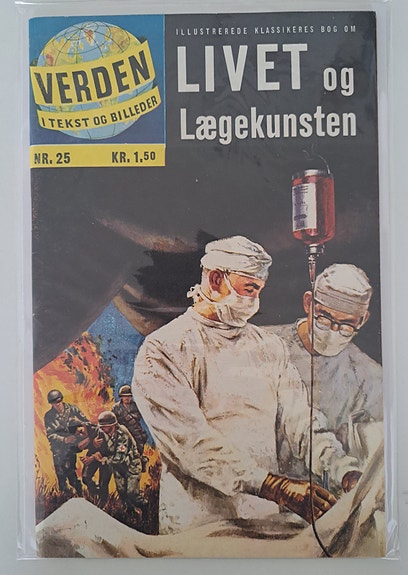 ILLUSTREREDE KLASSIKERES BOG OM
VERDEN
I TEKST OG BILLEDER
LIVET og
Lægekunsten
NR. 25 KR. 1.50